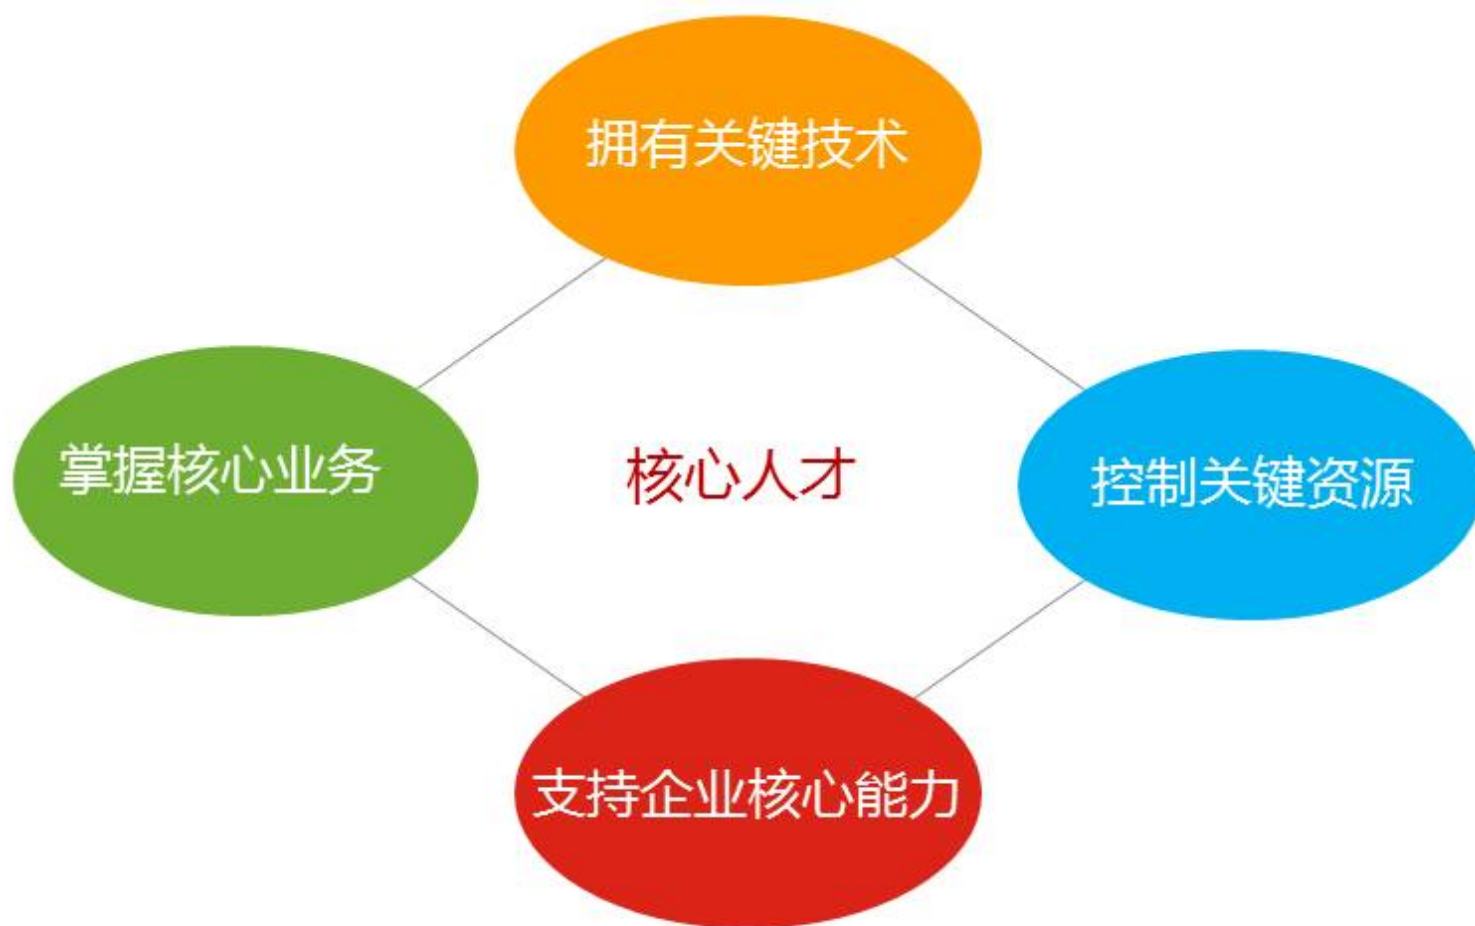 拥有关键技术
掌握核心业务
核心人才
控制关键资源
支持企业核心能力